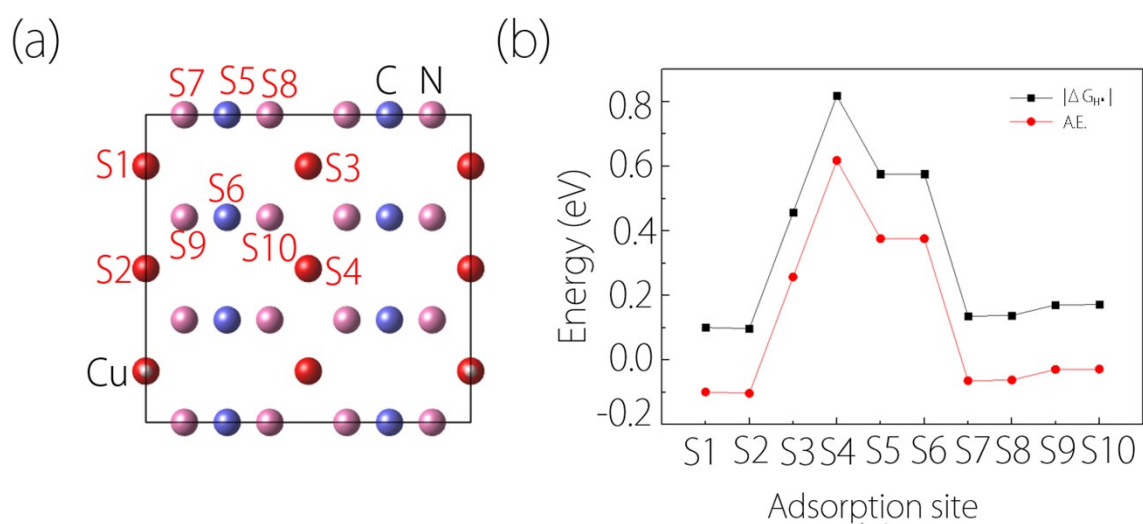 (a)
S7 S5 S8 C N
S1 S3
S6
S9 S10
S2 S4
Cu
(b)
|Δ G_H*|
A.E.
0.8
0.6
0.4
0.2
0.0
-0.2
Energy (eV)
S1 S2 S3 S4 S5 S6 S7 S8 S9 S10
Adsorption site